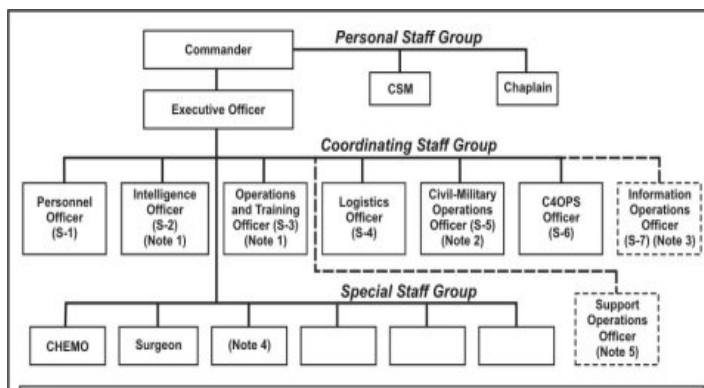 Personal Staff Group
Commander
CSM
Chaplain
Executive Officer
Coordinating Staff Group
Personnel
Officer
(S-1)
Intelligence
Officer
(S-2)
(Note 1)
Operations
and Training
Officer (S-3)
(Note 1)
Logistics
Officer
(S-4)
Civil-Military
Operations
Officer (S-5)
(Note 2)
C4OPS
Officer
(S-6)
Information
Operations
Officer
(S-7) (Note 3)
Special Staff Group
CHEMO
Surgeon
(Note 4)
Support
Operations
Officer
(Note 5)